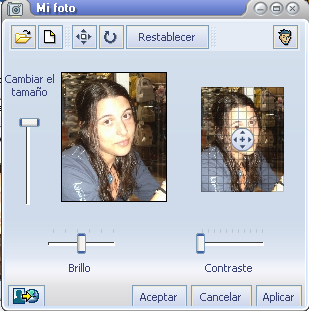 Mi foto
Restablecer
Cambiar el
tamaño
Brillo
Contraste
Aceptar
Cancelar
Aplicar